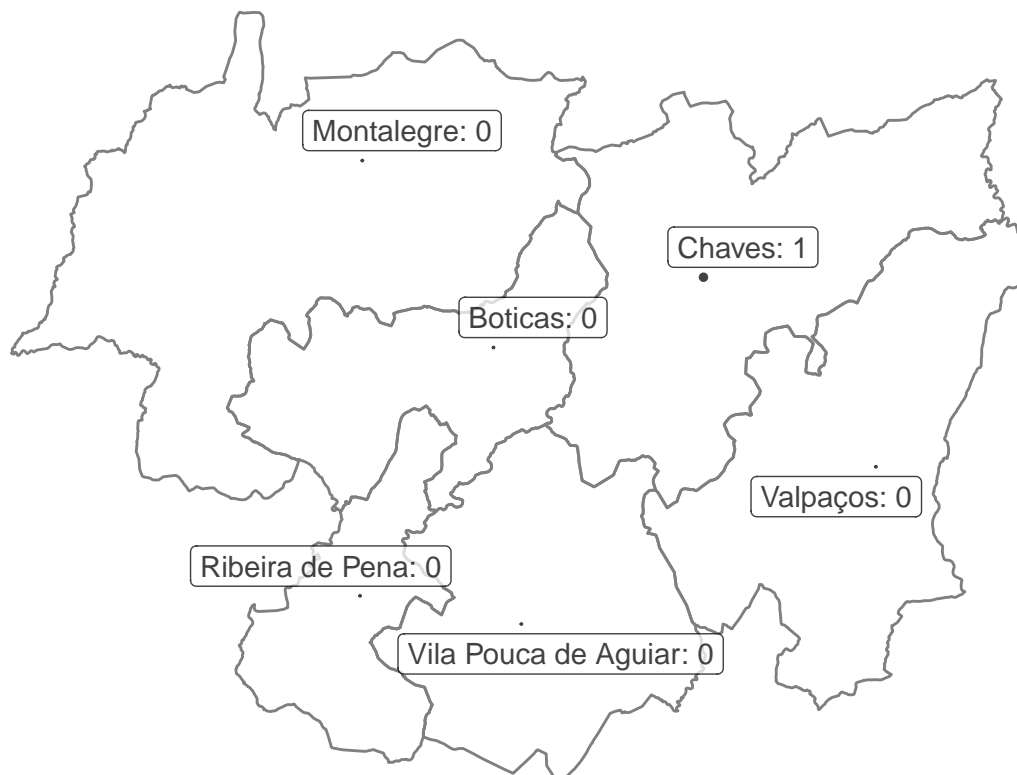 Montalegre: 0
Chaves: 1
Boticas: 0
Valpaços: 0
Ribeira de Pena: 0
Vila Pouca de Aguiar: 0